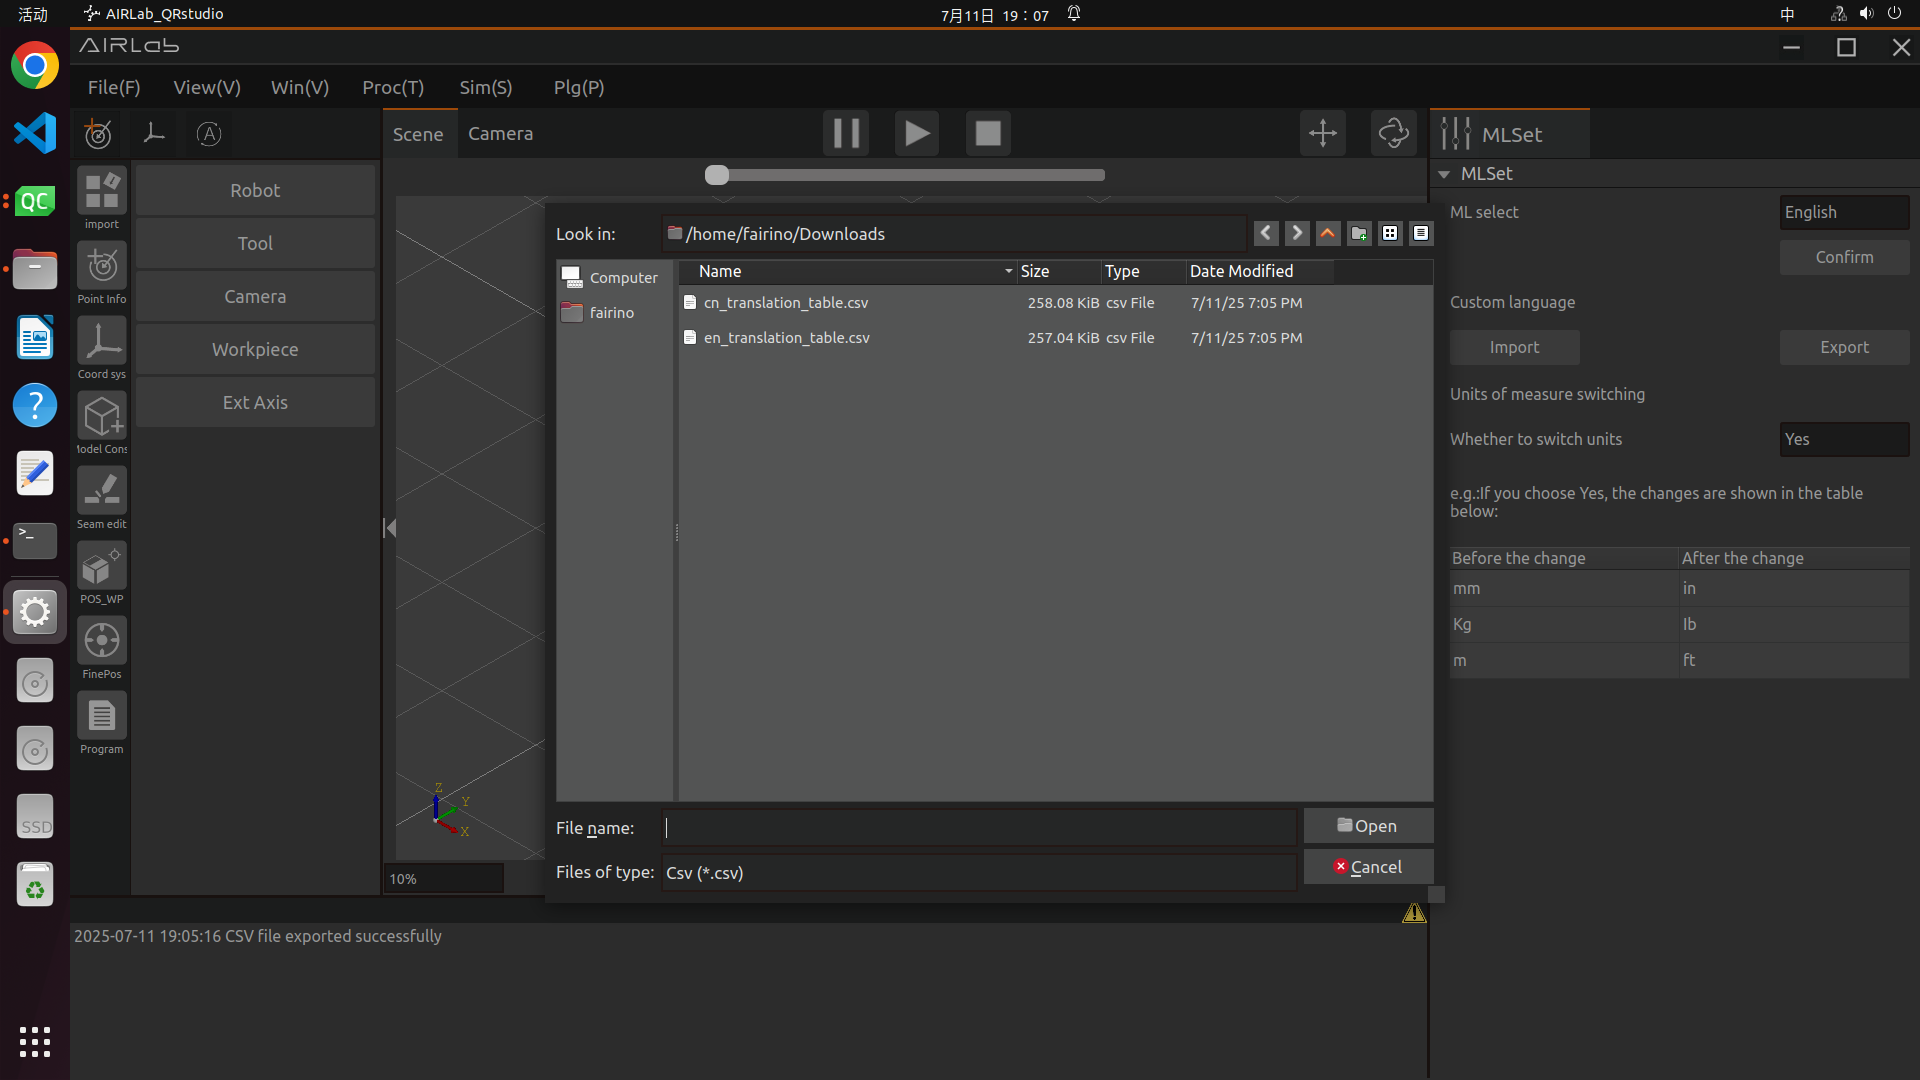 活动
AIRLab_QRstudio
7月11日 19：07
中
AIRLab
File(F)
View(V)
Win(V)
Proc(T)
Sim(S)
Plg(P)
Scene
Camera
MLSet
MLSet
import
Point Info
Coord sys
Model Cons
Seam edit
POS_WP
FinePos
Program
Robot
Tool
Camera
Workpiece
Ext Axis
Look in:
/home/fairino/Downloads
Computer
fairino
Name
Size
Type
Date Modified
cn_translation_table.csv
258.08 KiB
csv File
7/11/25 7:05 PM
en_translation_table.csv
257.04 KiB
csv File
7/11/25 7:05 PM
File name:
Open
Files of type:
Csv (*.csv)
Cancel
Z
Y
X
10%
2025-07-11 19:05:16 CSV file exported successfully
ML select
English
Confirm
Custom language
Import
Export
Units of measure switching
Whether to switch units
Yes
e.g.:If you choose Yes, the changes are shown in the table
below:
Before the change
After the change
mm
in
Kg
Ib
m
ft
QC
SSD